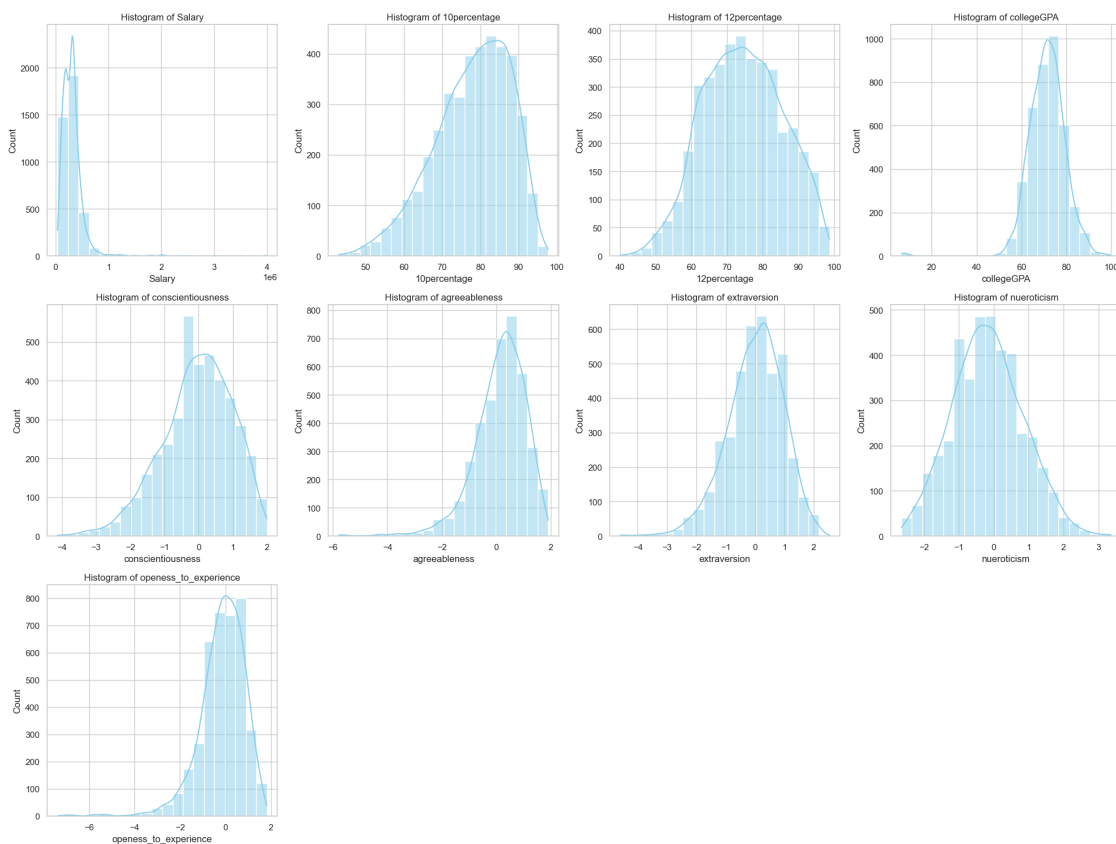 Histogram of Salary
Count
2000
1500
1000
500
0
0 1 2 3 4
1e6
Salary
Histogram of 10percentage
Count
400
300
200
100
0
50 60 70 80 90 100
10percentage
Histogram of 12percentage
Count
400
350
300
250
200
150
100
50
0
40 50 60 70 80 90 100
12percentage
Histogram of collegeGPA
Count
1000
800
600
400
200
0
20 40 60 80 100
collegeGPA
Histogram of conscientiousness
Count
500
400
300
200
100
0
−4 −3 −2 −1 0 1 2
conscientiousness
Histogram of agreeableness
Count
800
700
600
500
400
300
200
100
0
−6 −4 −2 0 2
agreeableness
Histogram of extraversion
Count
600
500
400
300
200
100
0
−4 −3 −2 −1 0 1 2
extraversion
Histogram of nueroticism
Count
500
400
300
200
100
0
−2 −1 0 1 2 3
nueroticism
Histogram of openess_to_experience
Count
800
700
600
500
400
300
200
100
0
−6 −4 −2 0 2
openess_to_experience